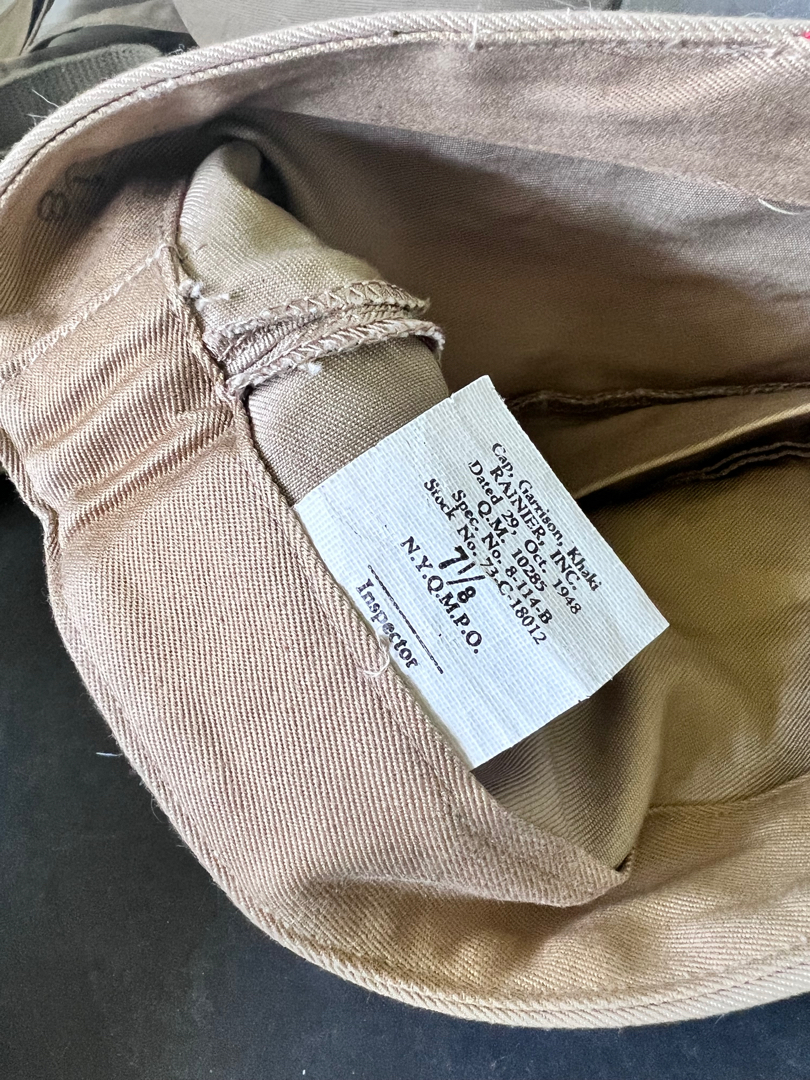 Cap, Garrison, Khaki
RAINIER, INC.
Dated 29, Oct. 1948
Q.M. 10285
Spec. No. 8-114-B
Stock No. 73-C-18012
7 1/8
N.Y.Q.M.P.O.
Inspector